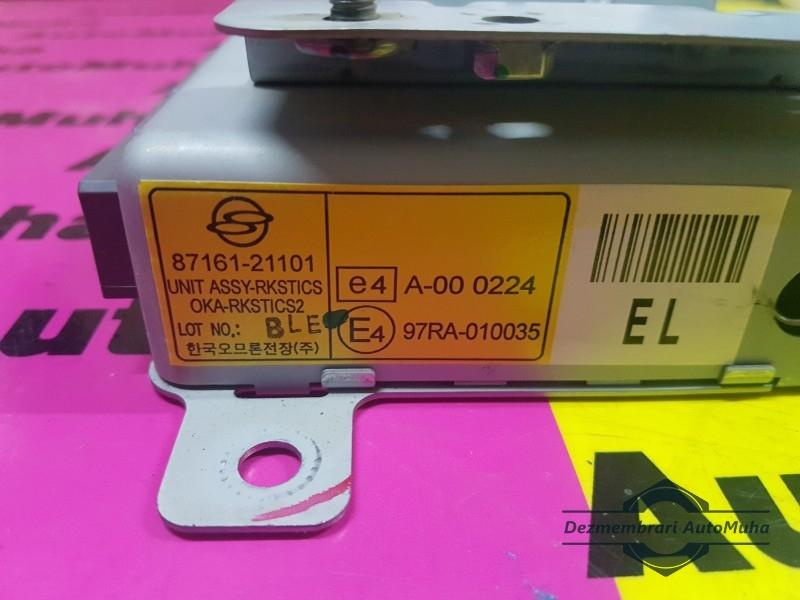 87161-21101
UNIT ASSY-RKSTICS
OKA-RKSTICS2
LOT NO.: BLE
한국오므론전장(주)
e4 A-00 0224
E4 97RA-010035
EL
Dezmembrari AutoMuha